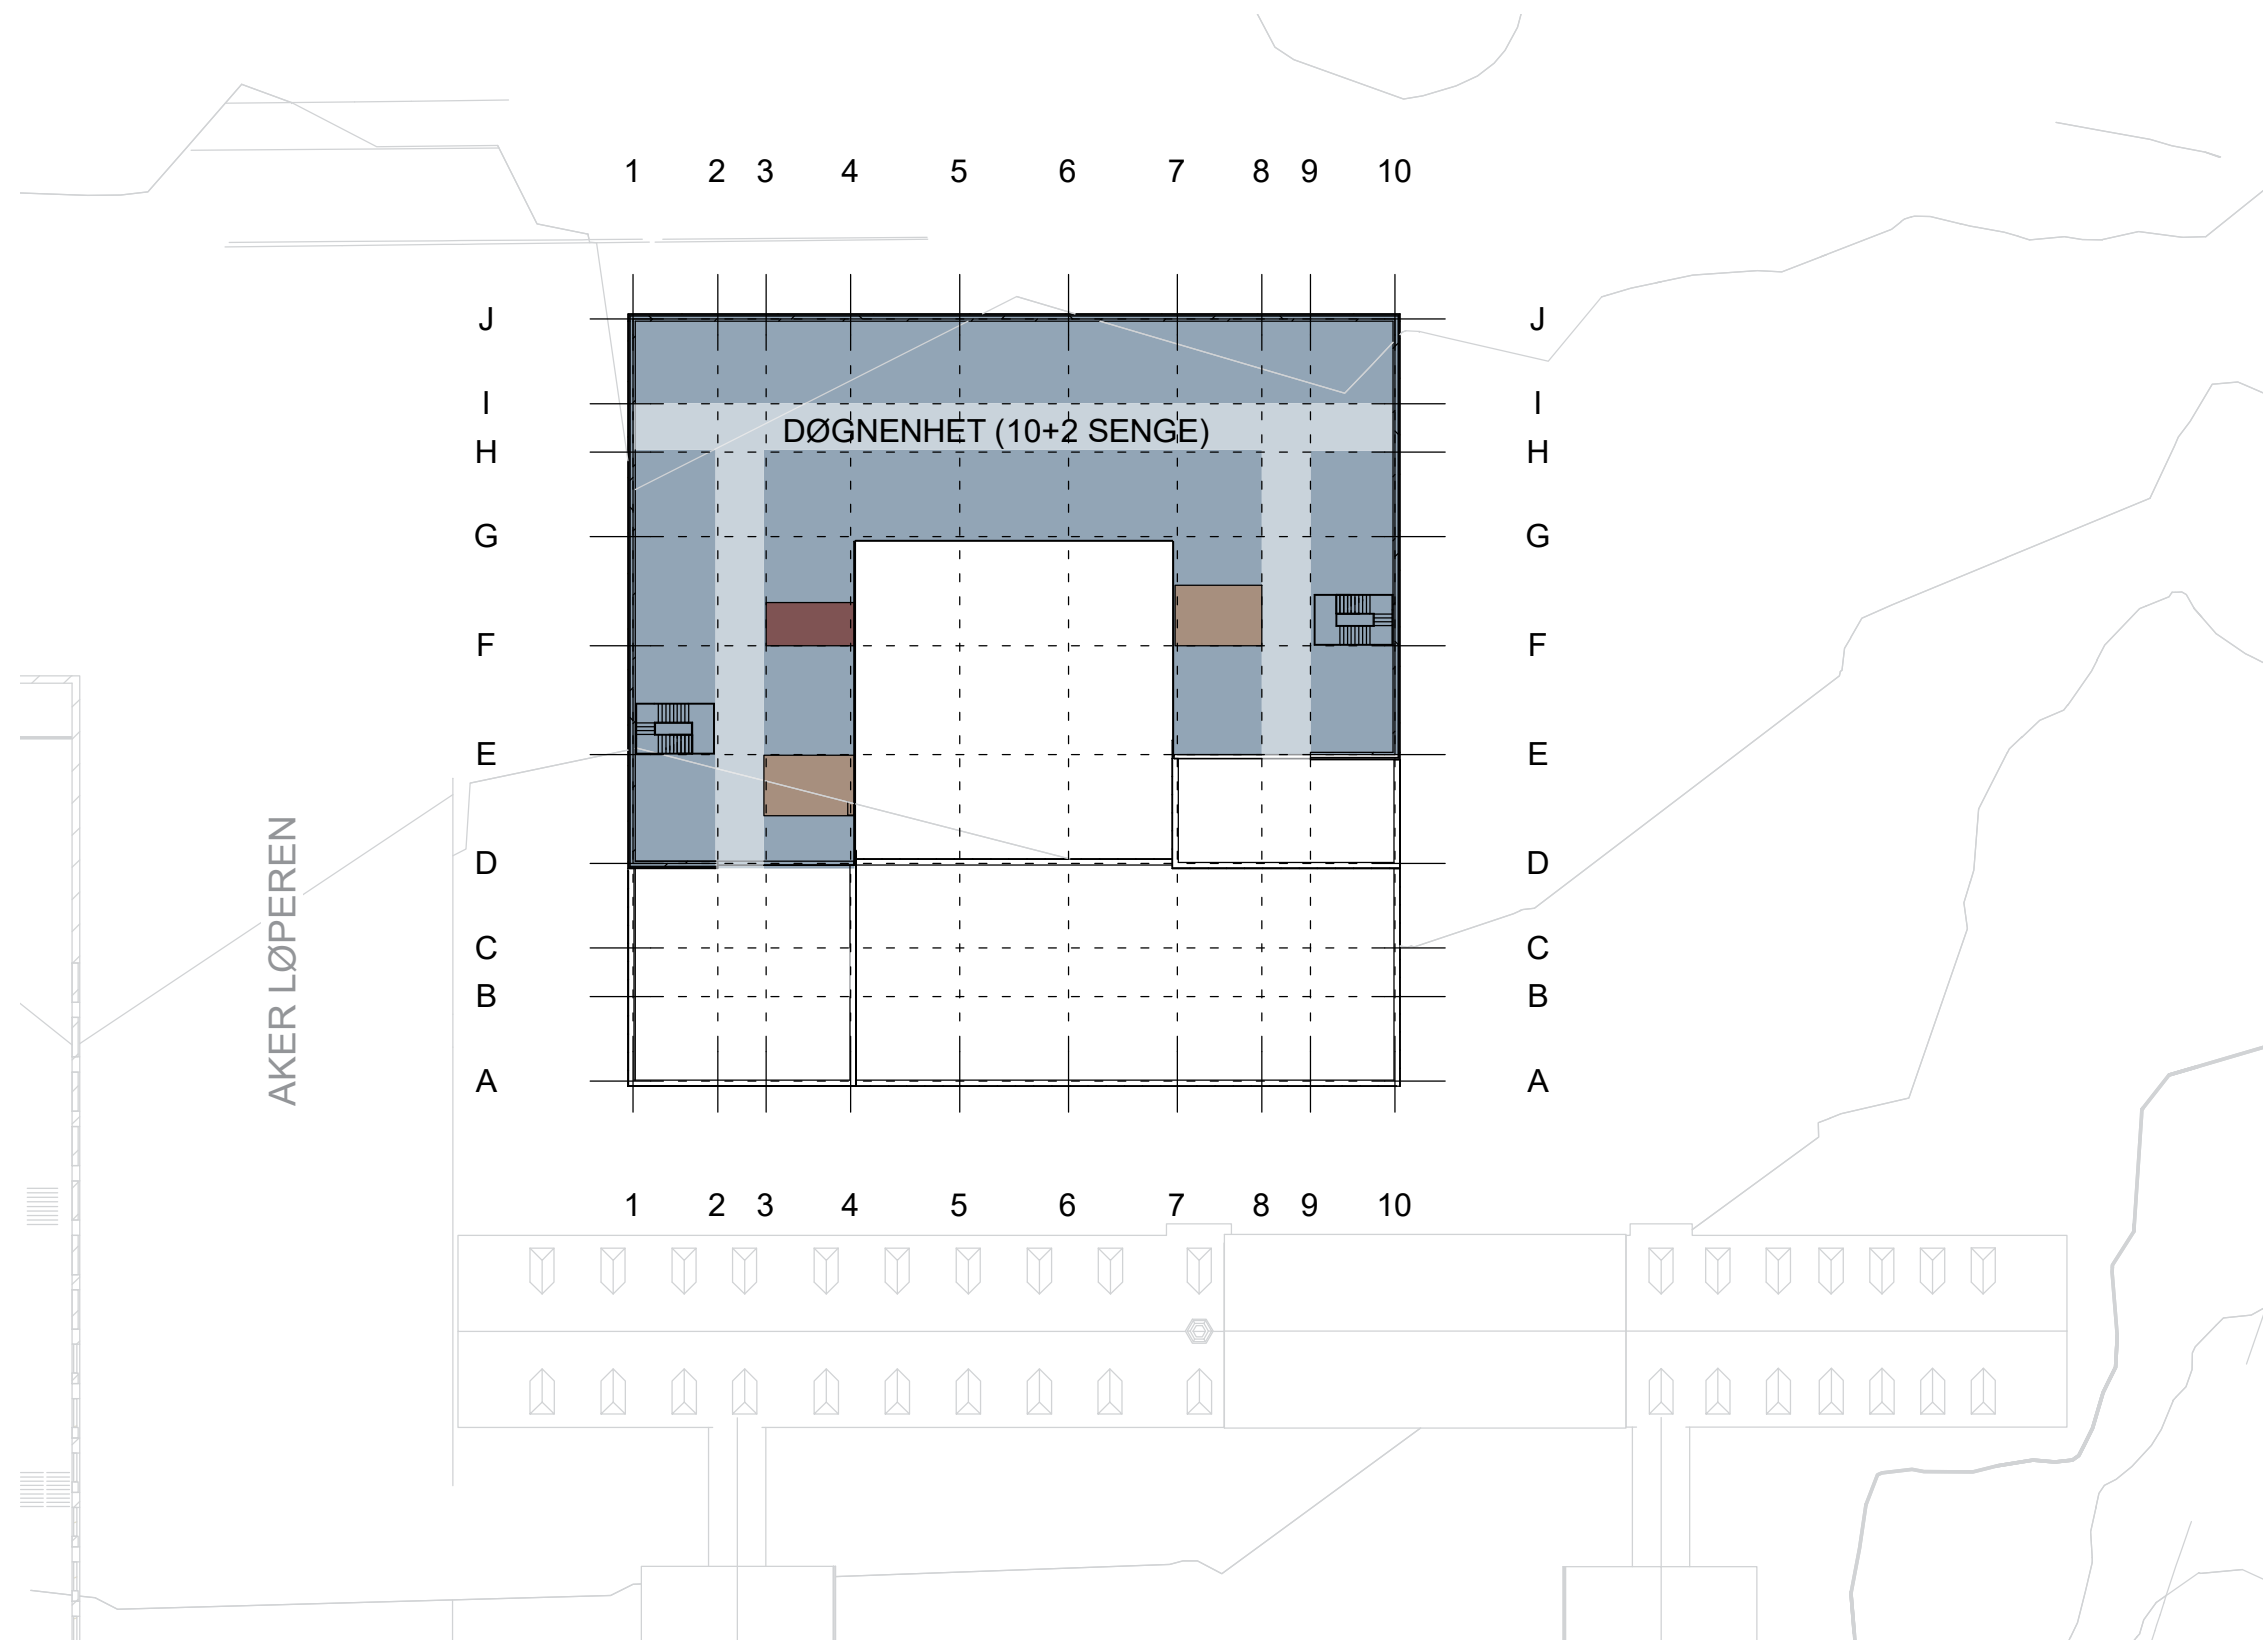 1 2 3 4 5 6 7 8 9 10
J J
I I
DØGNENHET (10+2 SENGE)
H H
G G
F F
E E
D D
AKER LØPEREN
C C
B B
A A
1 2 3 4 5 6 7 8 9 10